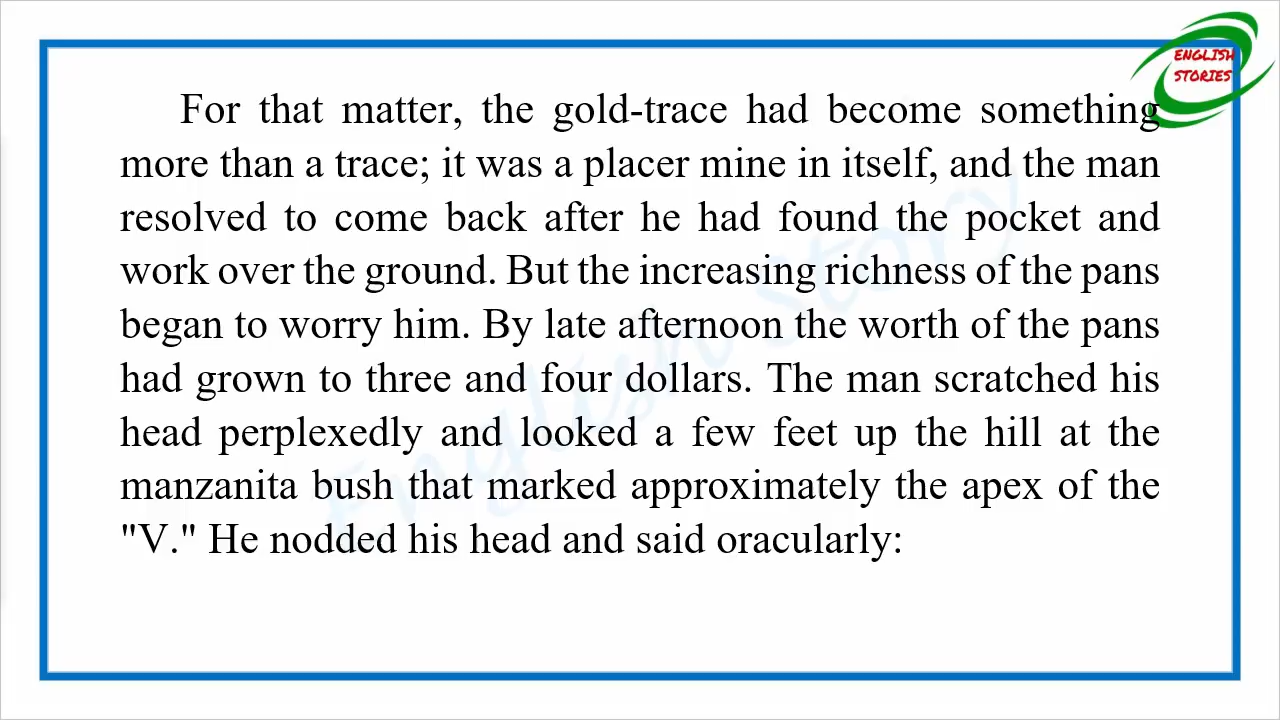 ENGLISH
STORIES
For that matter, the gold-trace had become something
more than a trace; it was a placer mine in itself, and the man
resolved to come back after he had found the pocket and
work over the ground. But the increasing richness of the pans
began to worry him. By late afternoon the worth of the pans
had grown to three and four dollars. The man scratched his
head perplexedly and looked a few feet up the hill at the
manzanita bush that marked approximately the apex of the
"V." He nodded his head and said oracularly:
English Story